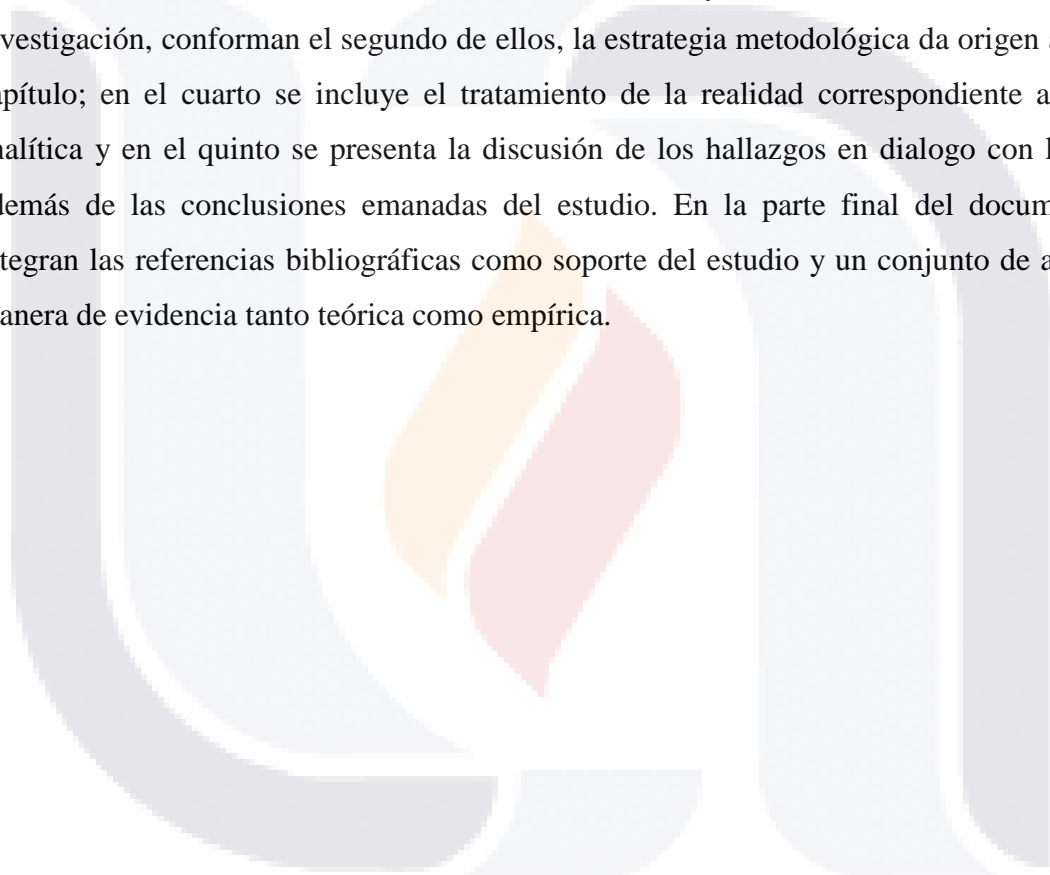 vestigación, conforman el segundo de ellos, la estrategia metodológica da origen
pítulo; en el cuarto se incluye el tratamiento de la realidad correspondiente a
nalítica y en el quinto se presenta la discusión de los hallazgos en dialogo con
demás de las conclusiones emanadas del estudio. En la parte final del docum
tegran las referencias bibliográficas como soporte del estudio y un conjunto de a
anera de evidencia tanto teórica como empírica.